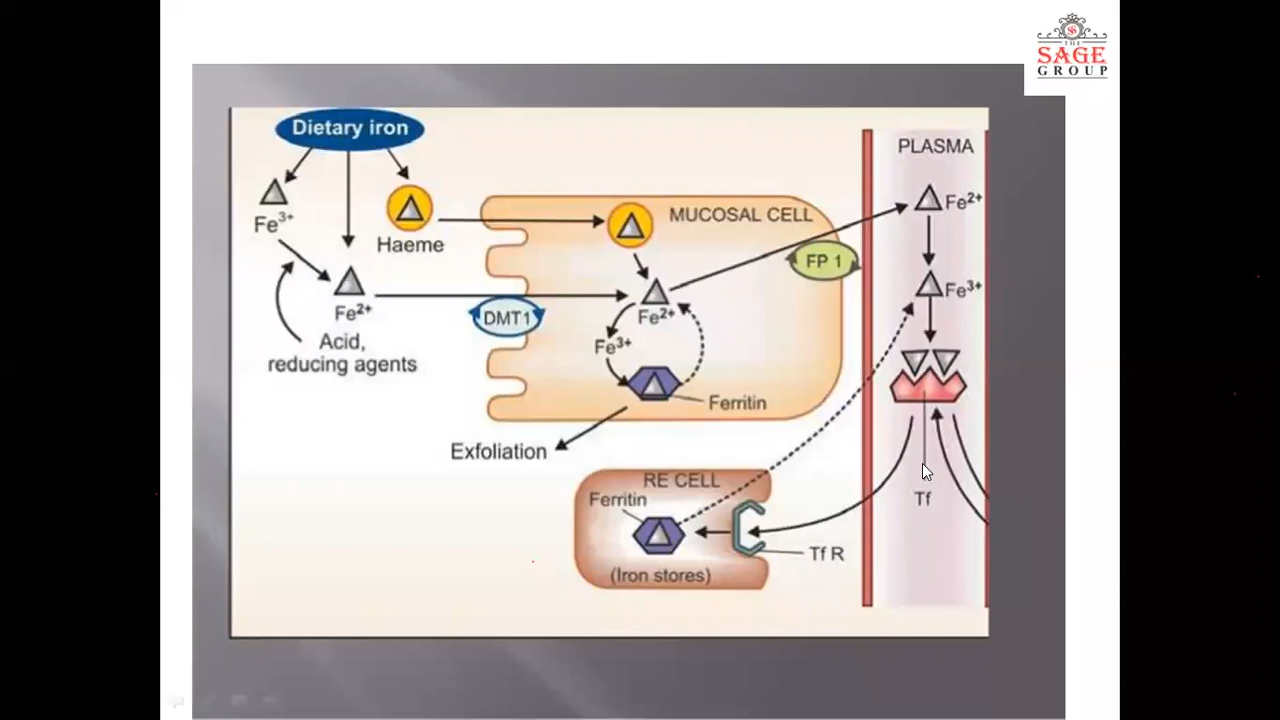 THE
SAGE
GROUP
Dietary iron
PLASMA
Fe2+
Fe3+
MUCOSAL CELL
Haeme
FP 1
Fe3+
Fe2+
DMT1
Fe2+
Fe3+
Acid,
reducing agents
Ferritin
Exfoliation
RE CELL
Ferritin
Tf
Tf R
(Iron stores)